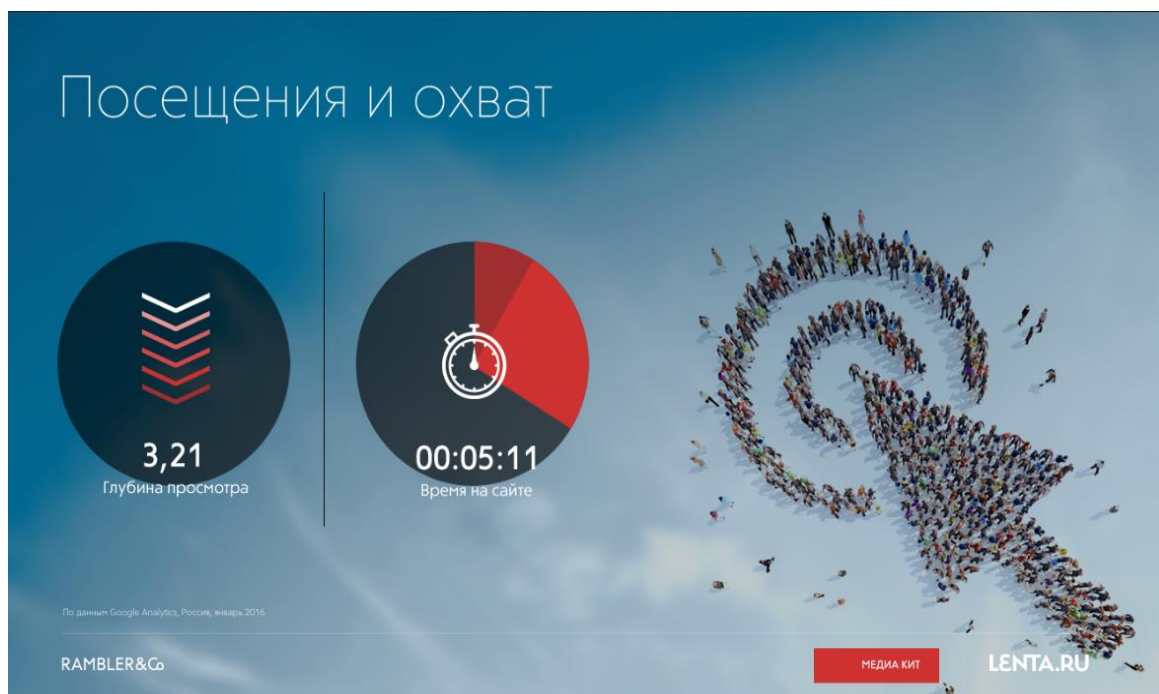 Посещения и охват
3,21
Глубина просмотра
00:05:11
Время на сайте
По данным Google Analytics, Россия, январь 2016
RAMBLER&Co
МЕДИА КИТ
LENTA.RU